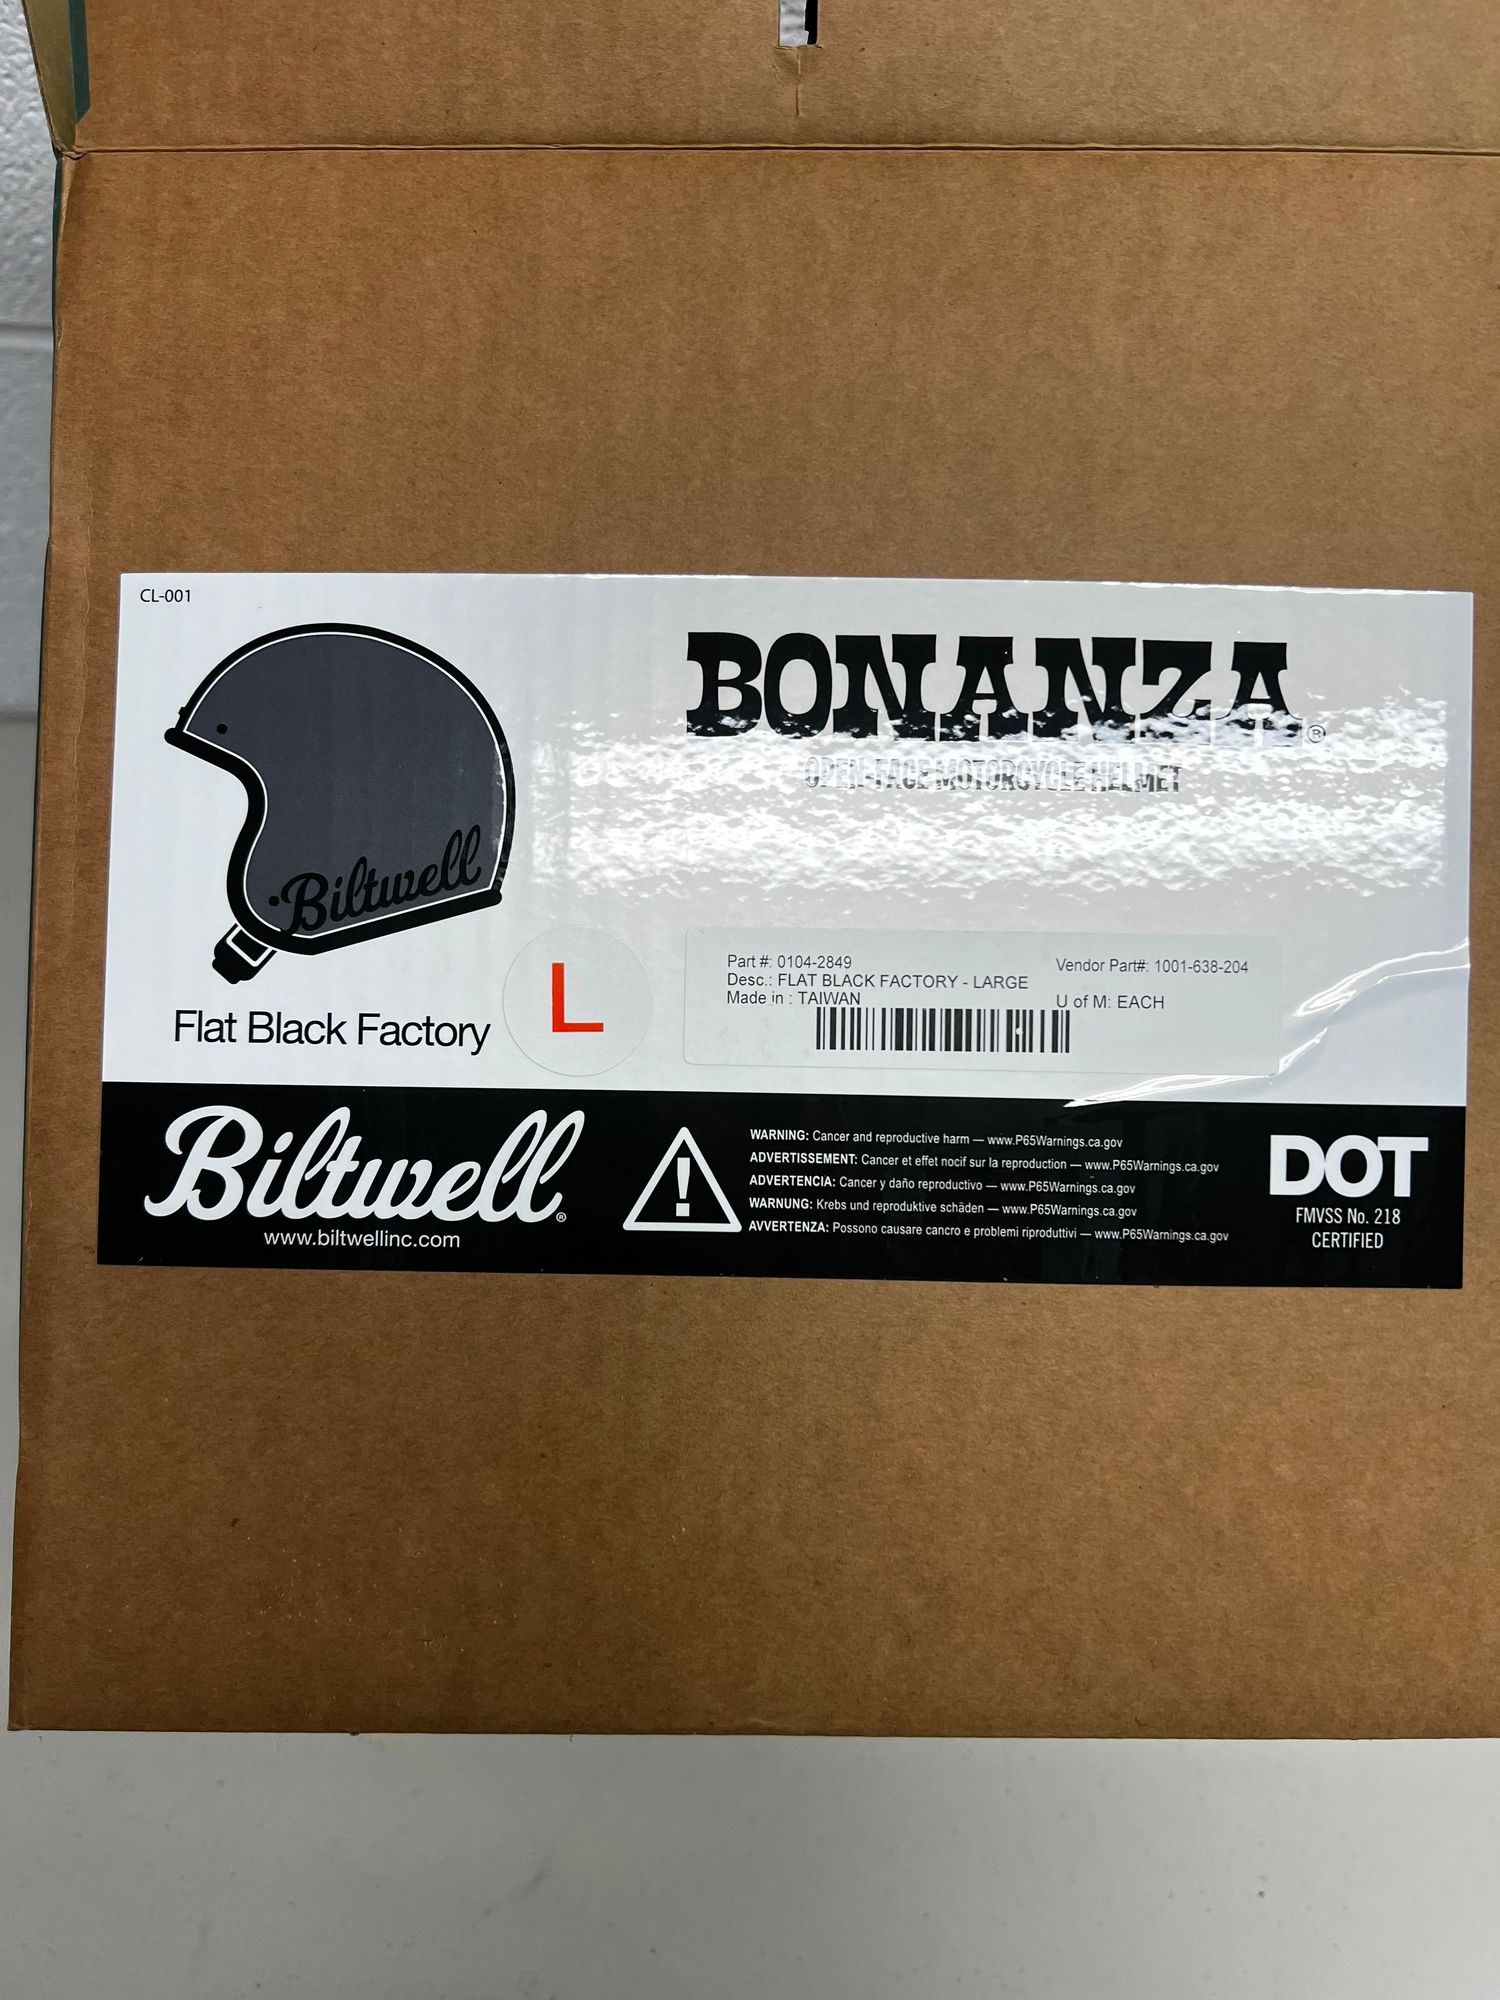 CL-001
BONANZA®
OPEN-FACE MOTORCYCLE HELMET
Biltwell
Flat Black Factory
L
Part #: 0104-2849 Vendor Part#: 1001-638-204
Desc.: FLAT BLACK FACTORY - LARGE
Made in : TAIWAN U of M: EACH
Biltwell®
www.biltwellinc.com
!
WARNING: Cancer and reproductive harm — www.P65Warnings.ca.gov
ADVERTISSEMENT: Cancer et effet nocif sur la reproduction — www.P65Warnings.ca.gov
ADVERTENCIA: Cancer y daño reproductivo — www.P65Warnings.ca.gov
WARNUNG: Krebs und reproduktive schäden — www.P65Warnings.ca.gov
AVVERTENZA: Possono causare cancro e problemi riproduttivi — www.P65Warnings.ca.gov
DOT
FMVSS No. 218
CERTIFIED